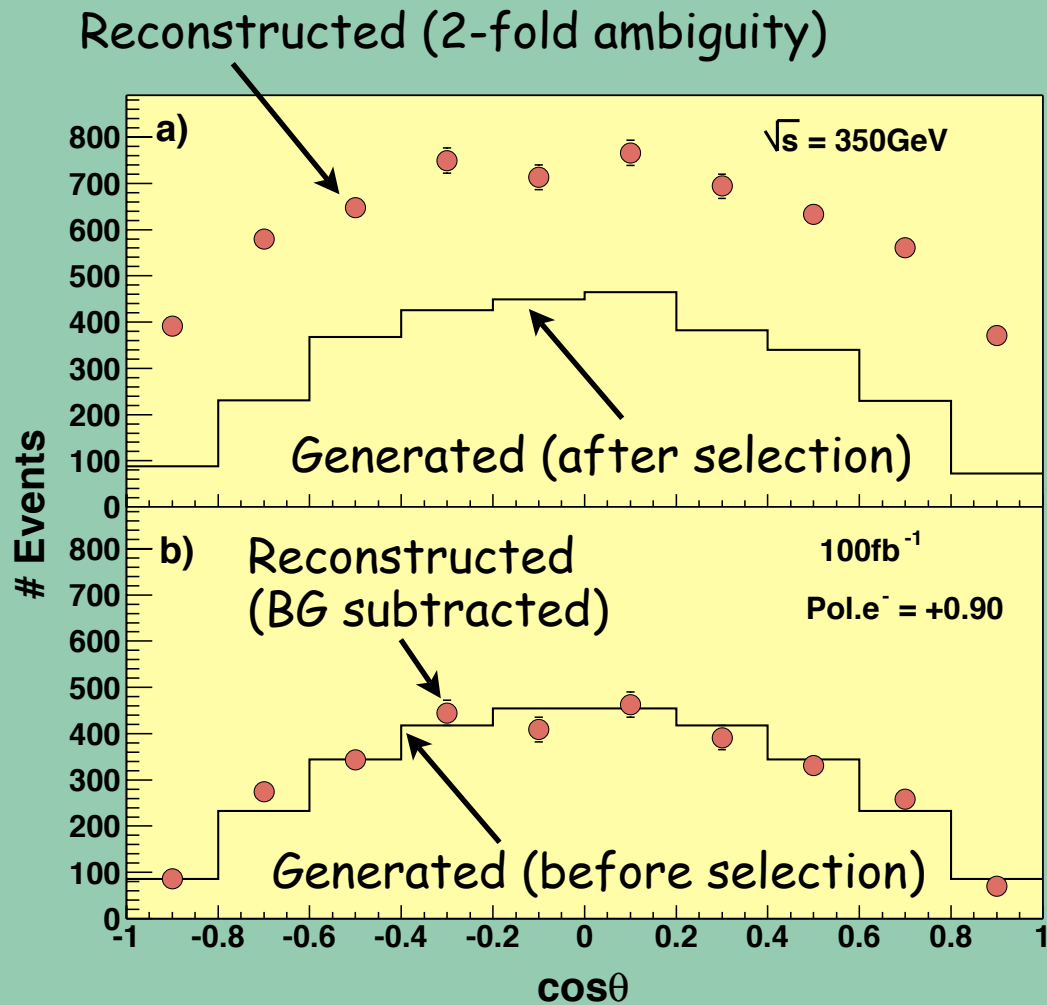 Reconstructed (2-fold ambiguity)
a)
√s = 350GeV
800
700
600
500
400
300
200
100
0
Generated (after selection)
# Events
b)
Reconstructed
(BG subtracted)
100fb⁻¹
Pol.e⁻ = +0.90
800
700
600
500
400
300
200
100
0
Generated (before selection)
-1 -0.8 -0.6 -0.4 -0.2 0 0.2 0.4 0.6 0.8 1
cosθ